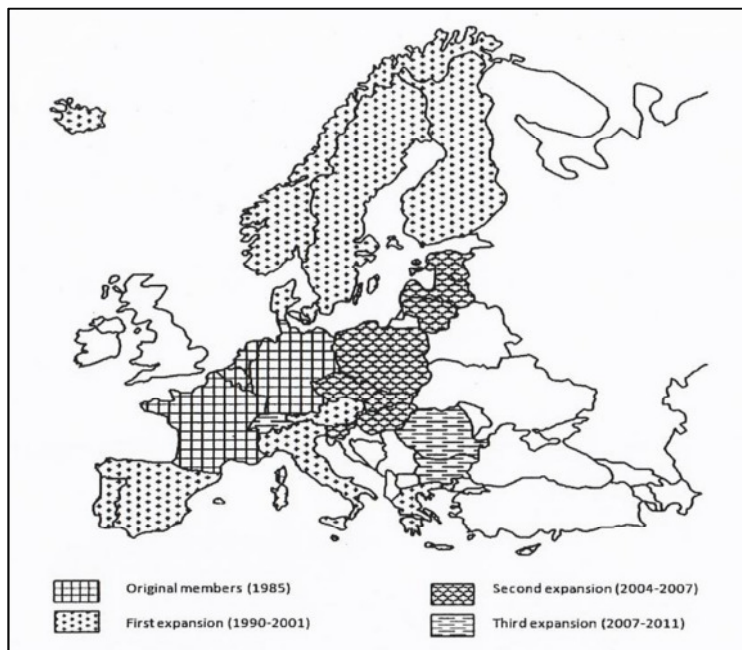 Original members (1985)
First expansion (1990-2001)
Second expansion (2004-2007)
Third expansion (2007-2011)